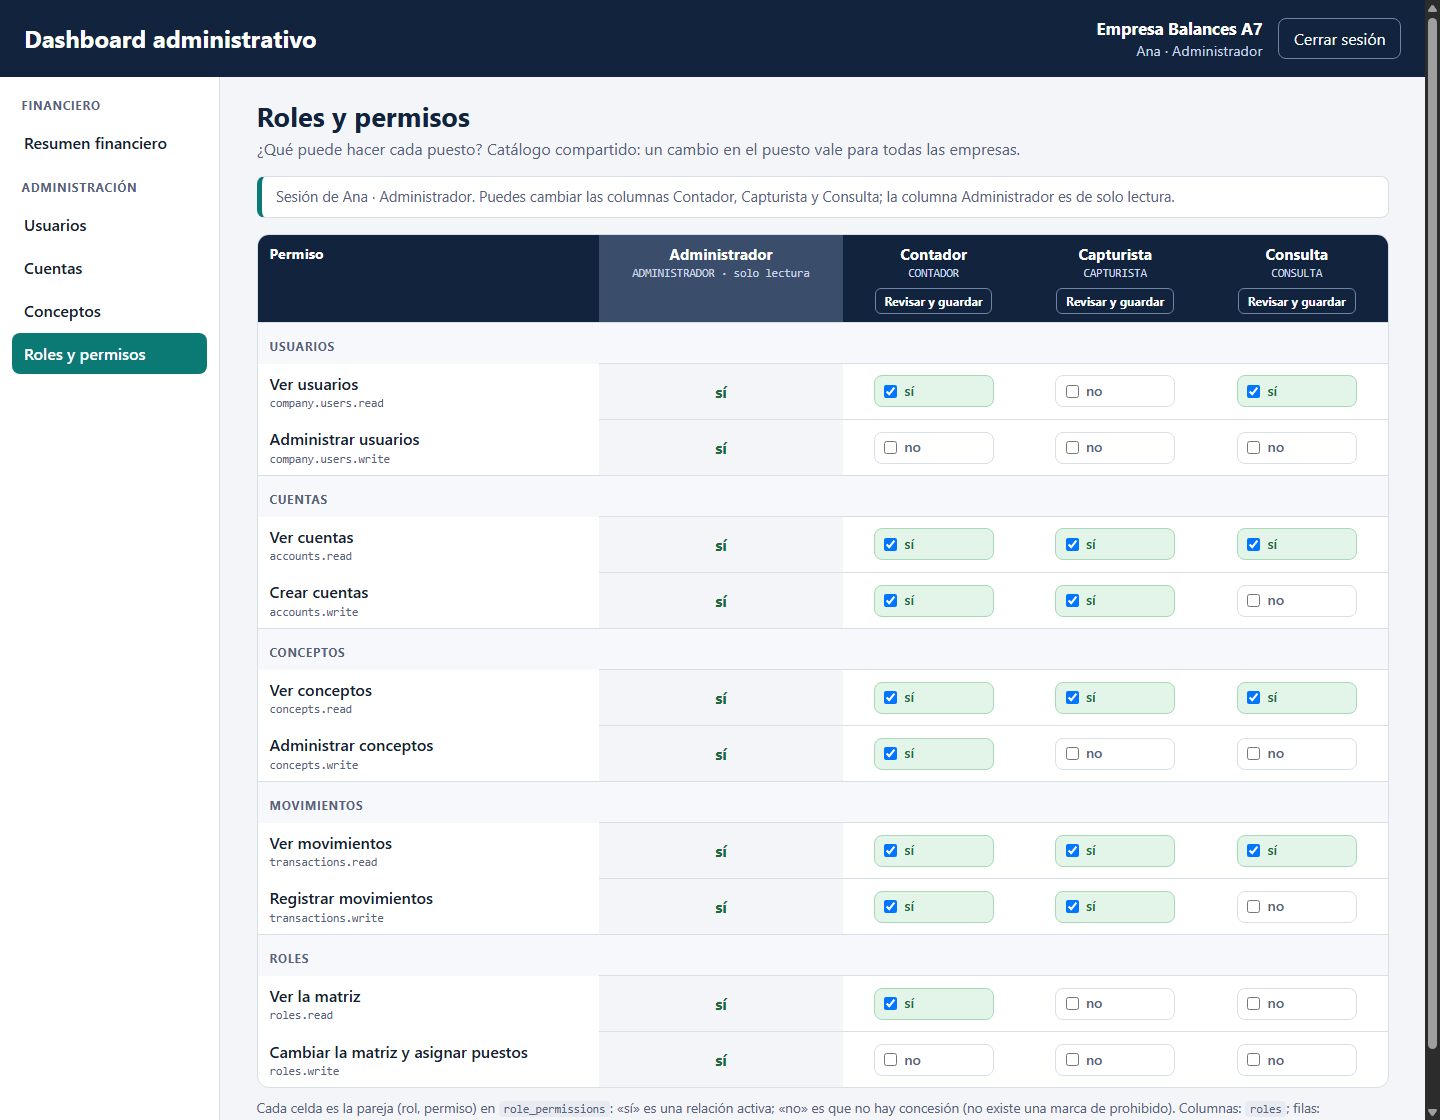 Dashboard administrativo
Empresa Balances A7
Ana · Administrador
Cerrar sesión
FINANCIERO
Resumen financiero
ADMINISTRACIÓN
Usuarios
Cuentas
Conceptos
Roles y permisos
Roles y permisos
¿Qué puede hacer cada puesto? Catálogo compartido: un cambio en el puesto vale para todas las empresas.
Sesión de Ana · Administrador. Puedes cambiar las columnas Contador, Capturista y Consulta; la columna Administrador es de solo lectura.
Permiso
Administrador
ADMINISTRADOR · solo lectura
Contador
CONTADOR
Revisar y guardar
Capturista
CAPTURISTA
Revisar y guardar
Consulta
CONSULTA
Revisar y guardar
USUARIOS
Ver usuarios
company.users.read
sí
sí
no
sí
Administrar usuarios
company.users.write
sí
no
no
no
CUENTAS
Ver cuentas
accounts.read
sí
sí
sí
sí
Crear cuentas
accounts.write
sí
sí
sí
no
CONCEPTOS
Ver conceptos
concepts.read
sí
sí
sí
sí
Administrar conceptos
concepts.write
sí
sí
no
no
MOVIMIENTOS
Ver movimientos
transactions.read
sí
sí
sí
sí
Registrar movimientos
transactions.write
sí
sí
sí
no
ROLES
Ver la matriz
roles.read
sí
sí
no
no
Cambiar la matriz y asignar puestos
roles.write
sí
no
no
no
Cada celda es la pareja (rol, permiso) en role_permissions: «sí» es una relación activa; «no» es que no hay concesión (no existe una marca de prohibido). Columnas: roles; filas: